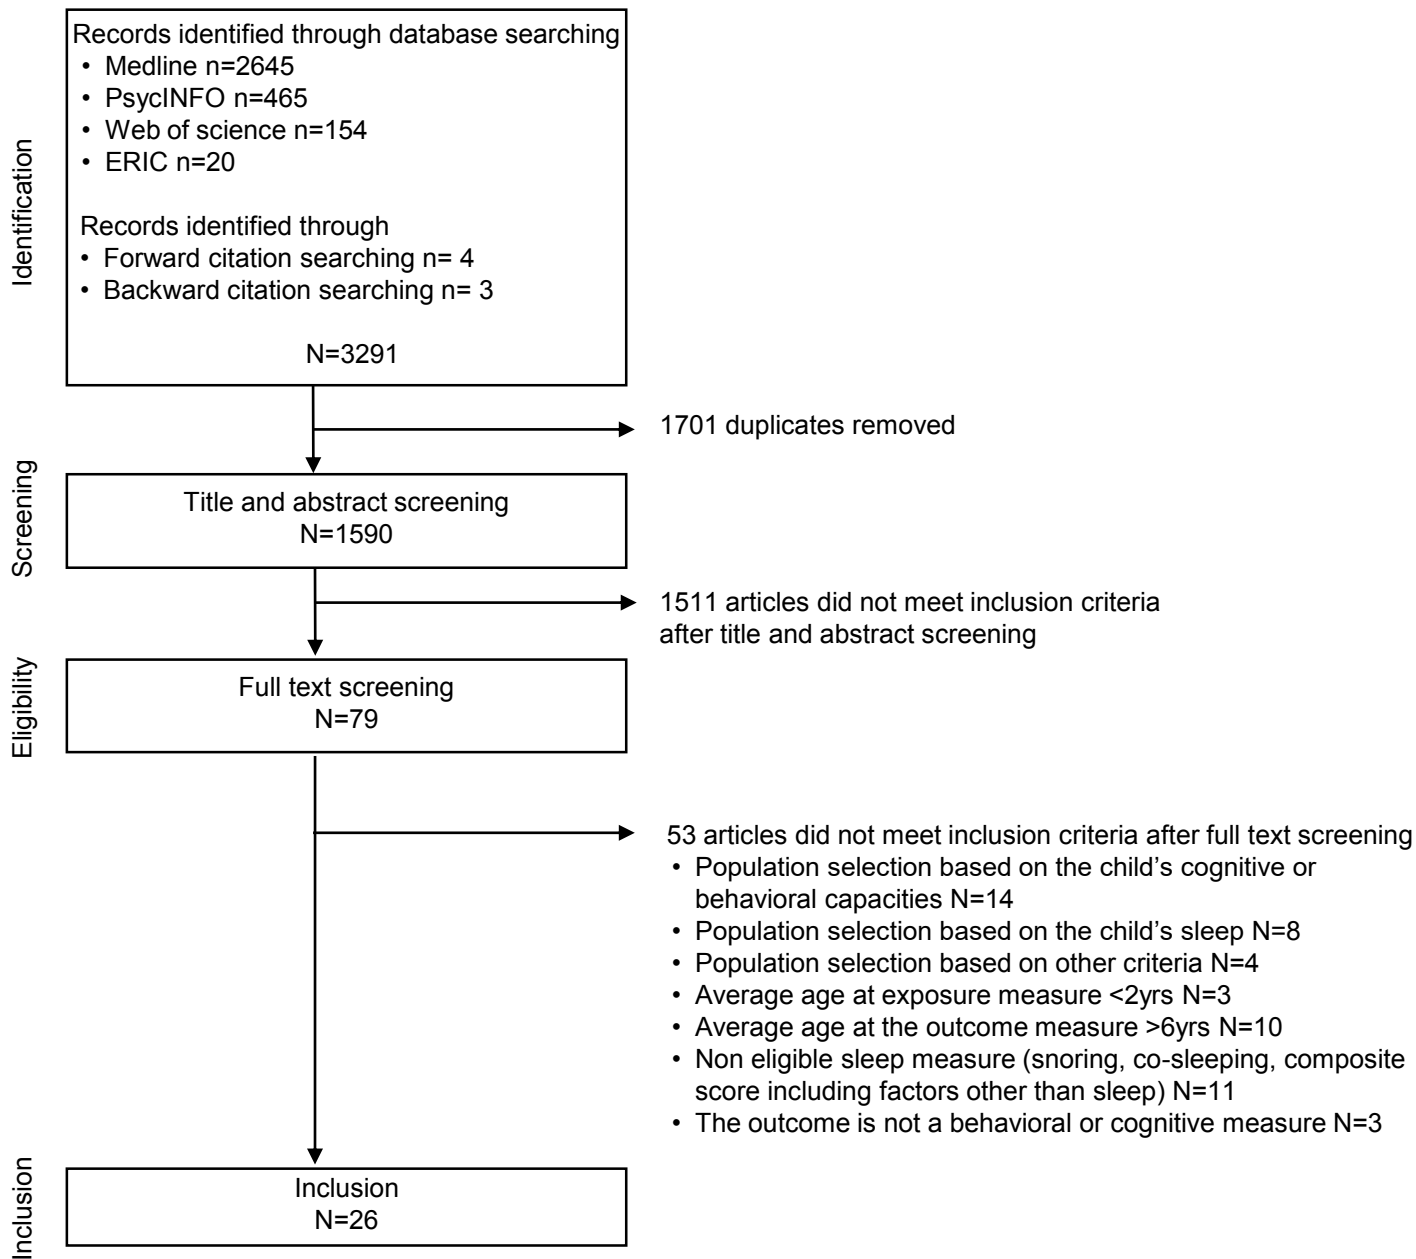 Identification
Records identified through database searching
• Medline n=2645
• PsycINFO n=465
• Web of science n=154
• ERIC n=20
Records identified through
• Forward citation searching n= 4
• Backward citation searching n= 3
N=3291
1701 duplicates removed
Screening
Title and abstract screening
N=1590
1511 articles did not meet inclusion criteria
after title and abstract screening
Eligibility
Full text screening
N=79
53 articles did not meet inclusion criteria after full text screening
• Population selection based on the child’s cognitive or
behavioral capacities N=14
• Population selection based on the child’s sleep N=8
• Population selection based on other criteria N=4
• Average age at exposure measure <2yrs N=3
• Average age at the outcome measure >6yrs N=10
• Non eligible sleep measure (snoring, co-sleeping, composite
score including factors other than sleep) N=11
• The outcome is not a behavioral or cognitive measure N=3
Inclusion
Inclusion
N=26